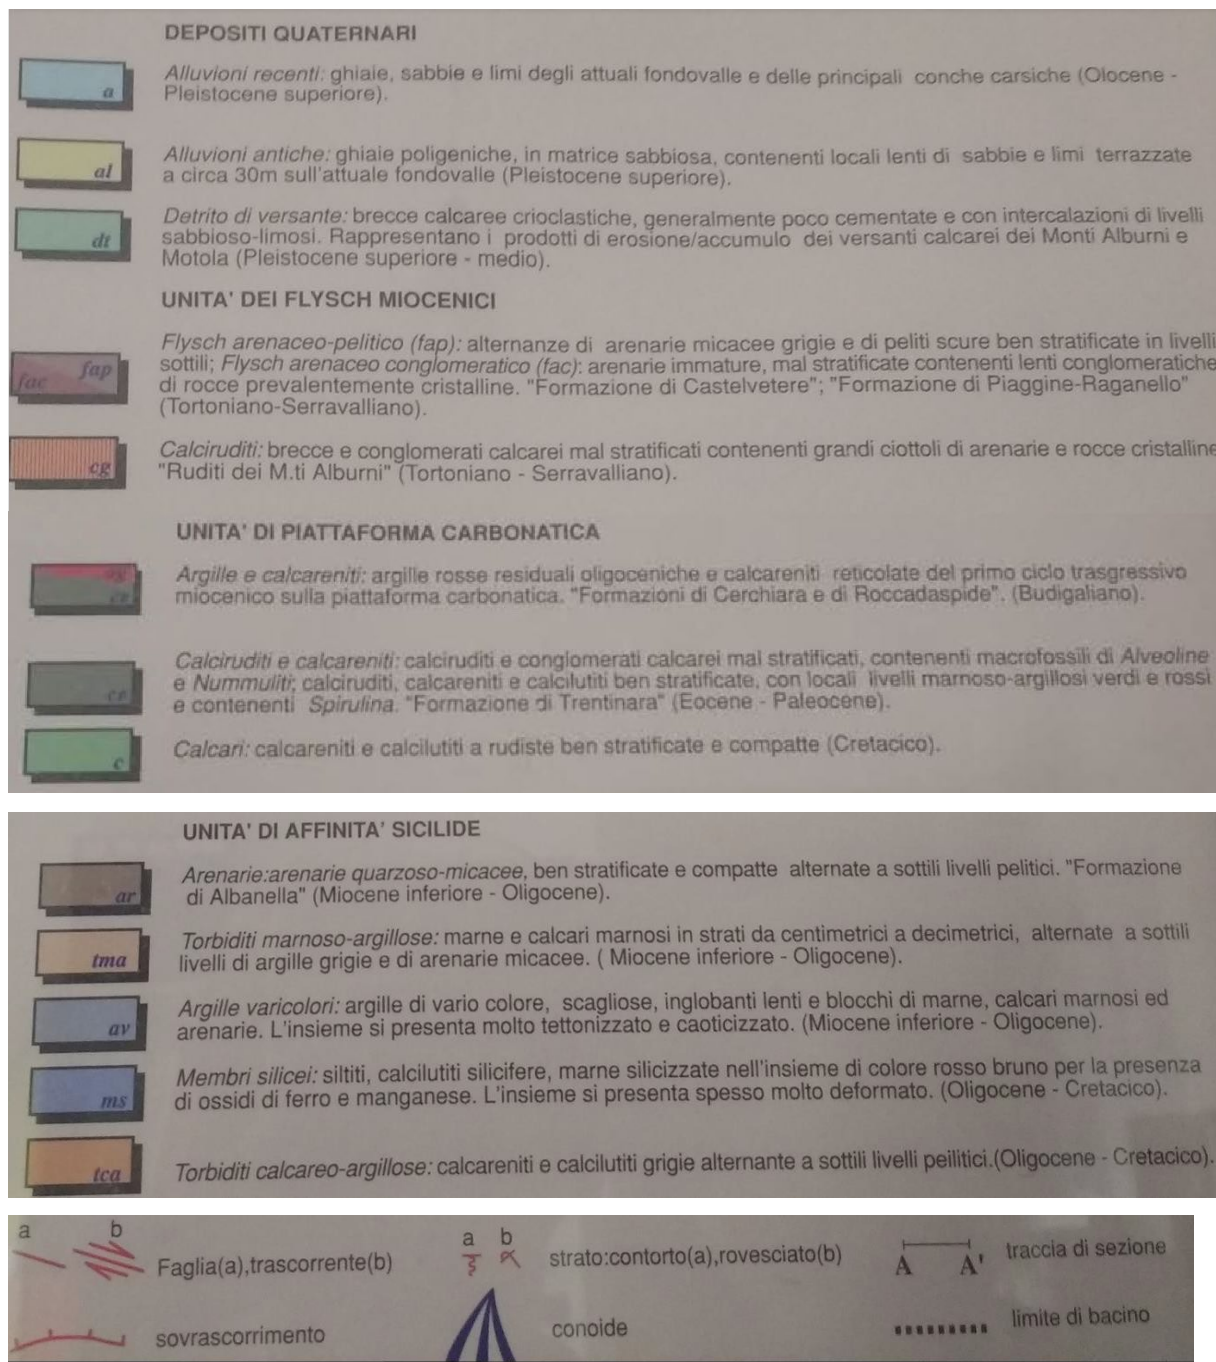 DEPOSITI QUATERNARI
a
Alluvioni recenti: ghiaie, sabbie e limi degli attuali fondovalle e delle principali conche carsiche (Olocene -
Pleistocene superiore).
al
Alluvioni antiche: ghiaie poligeniche, in matrice sabbiosa, contenenti locali lenti di sabbie e limi terrazzate
a circa 30m sull'attuale fondovalle (Pleistocene superiore).
dt
Detrito di versante: brecce calcaree crioclastiche, generalmente poco cementate e con intercalazioni di livelli
sabbioso-limosi. Rappresentano i prodotti di erosione/accumulo dei versanti calcarei dei Monti Alburni e
Motola (Pleistocene superiore - medio).
UNITA' DEI FLYSCH MIOCENICI
fac fap
Flysch arenaceo-pelitico (fap): alternanze di arenarie micacee grigie e di peliti scure ben stratificate in livelli
sottili; Flysch arenaceo conglomeratico (fac): arenarie immature, mal stratificate contenenti lenti conglomeratiche
di rocce prevalentemente cristalline. "Formazione di Castelvetere"; "Formazione di Piaggine-Raganello"
(Tortoniano-Serravalliano).
cg
Calciruditi: brecce e conglomerati calcarei mal stratificati contenenti grandi ciottoli di arenarie e rocce cristalline
"Ruditi dei M.ti Alburni" (Tortoniano - Serravalliano).
UNITA' DI PIATTAFORMA CARBONATICA
Argille e calcareniti: argille rosse residuali oligoceniche e calcareniti reticolate del primo ciclo trasgressivo
miocenico sulla piattaforma carbonatica. "Formazioni di Cerchiara e di Roccadaspide". (Budigaliano).
Calciruditi e calcareniti: calciruditi e conglomerati calcarei mal stratificati, contenenti macrofossili di Alveoline
e Nummuliti; calciruditi, calcareniti e calcilutiti ben stratificate, con locali livelli marnoso-argillosi verdi e rossi
e contenenti Spirulina. "Formazione di Trentinara" (Eocene - Paleocene).
c
Calcari: calcareniti e calcilutiti a rudiste ben stratificate e compatte (Cretacico).
UNITA' DI AFFINITA' SICILIDE
ar
Arenarie:arenarie quarzoso-micacee, ben stratificate e compatte alternate a sottili livelli pelitici. "Formazione
di Albanella" (Miocene inferiore - Oligocene).
tma
Torbiditi marnoso-argillose: marne e calcari marnosi in strati da centimetrici a decimetrici, alternate a sottili
livelli di argille grigie e di arenarie micacee. ( Miocene inferiore - Oligocene).
av
Argille varicolori: argille di vario colore, scagliose, inglobanti lenti e blocchi di marne, calcari marnosi ed
arenarie. L'insieme si presenta molto tettonizzato e caoticizzato. (Miocene inferiore - Oligocene).
ms
Membri silicei: siltiti, calcilutiti silicifere, marne silicizzate nell'insieme di colore rosso bruno per la presenza
di ossidi di ferro e manganese. L'insieme si presenta spesso molto deformato. (Oligocene - Cretacico).
tca
Torbiditi calcareo-argillose: calcareniti e calcilutiti grigie alternante a sottili livelli peilitici.(Oligocene - Cretacico).
a b
Faglia(a),trascorrente(b)
a b
strato:contorto(a),rovesciato(b)
A A'
traccia di sezione
sovrascorrimento
conoide
limite di bacino